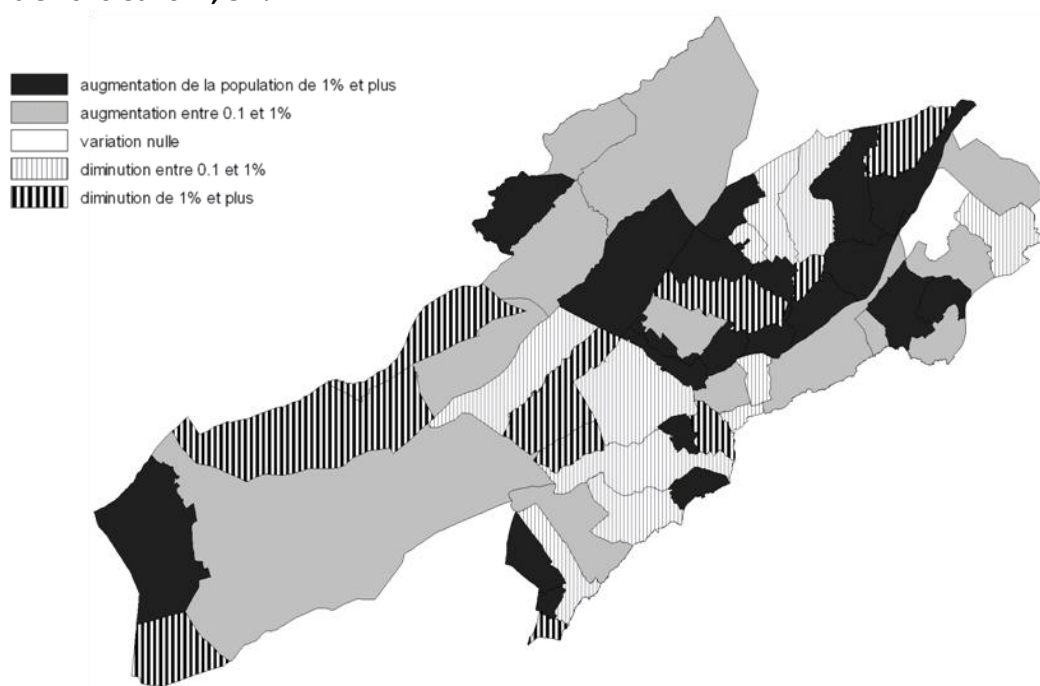 augmentation de la population de 1% et plus
augmentation entre 0.1 et 1%
variation nulle
diminution entre 0.1 et 1%
diminution de 1% et plus